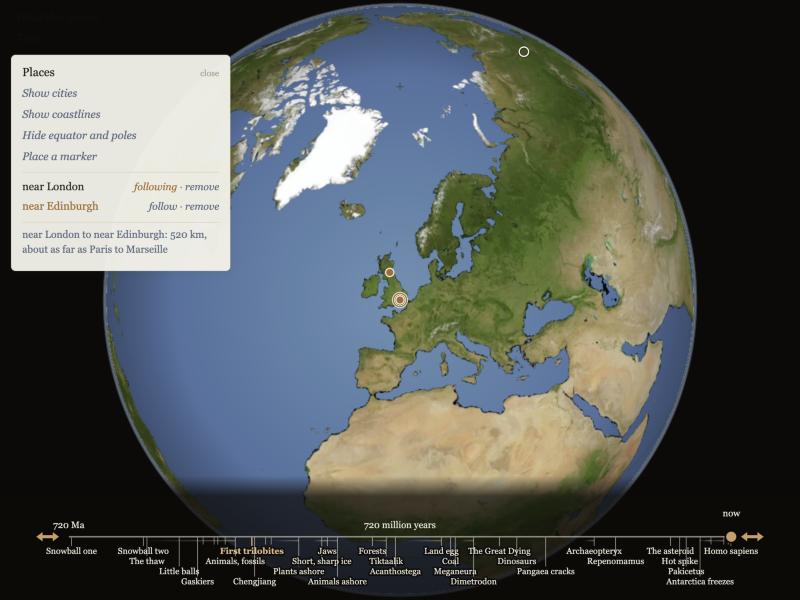 Places
close
Show cities
Show coastlines
Hide equator and poles
Place a marker
near London following · remove
near Edinburgh follow · remove
near London to near Edinburgh: 520 km,
about as far as Paris to Marseille
now
720 Ma
720 million years
Snowball one
Snowball two
First trilobites
Jaws
Forests
Land egg
The Great Dying
Archaeopteryx
The asteroid
Homo sapiens
The thaw
Animals, fossils
Short, sharp ice
Tiktaalik
Coal
Dinosaurs
Repenomamus
Hot spike
Little balls
Plants ashore
Acanthostega
Meganeura
Pangaea cracks
Pakicetus
Gaskiers
Chengjiang
Animals ashore
Dimetrodon
Antarctica freezes